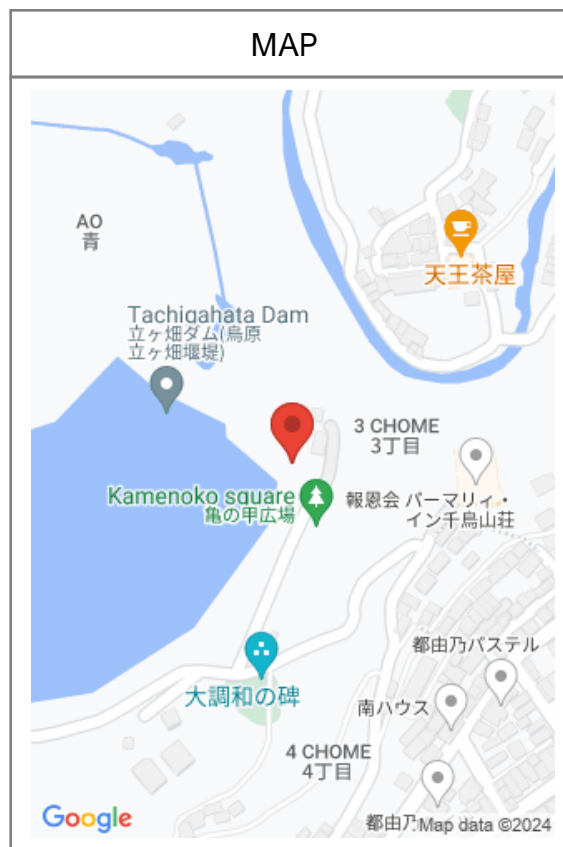 MAP
AO
青
天王茶屋
Tachigahata Dam
立ヶ畑ダム(烏原
立ヶ畑堰堤)
3 CHOME
3丁目
Kamenoko square
亀の甲広場
報恩会 パーマリィ・
イン千鳥山荘
大調和の碑
都由乃パステル
南ハウス
4 CHOME
4丁目
Google
都由乃
Map data ©2024